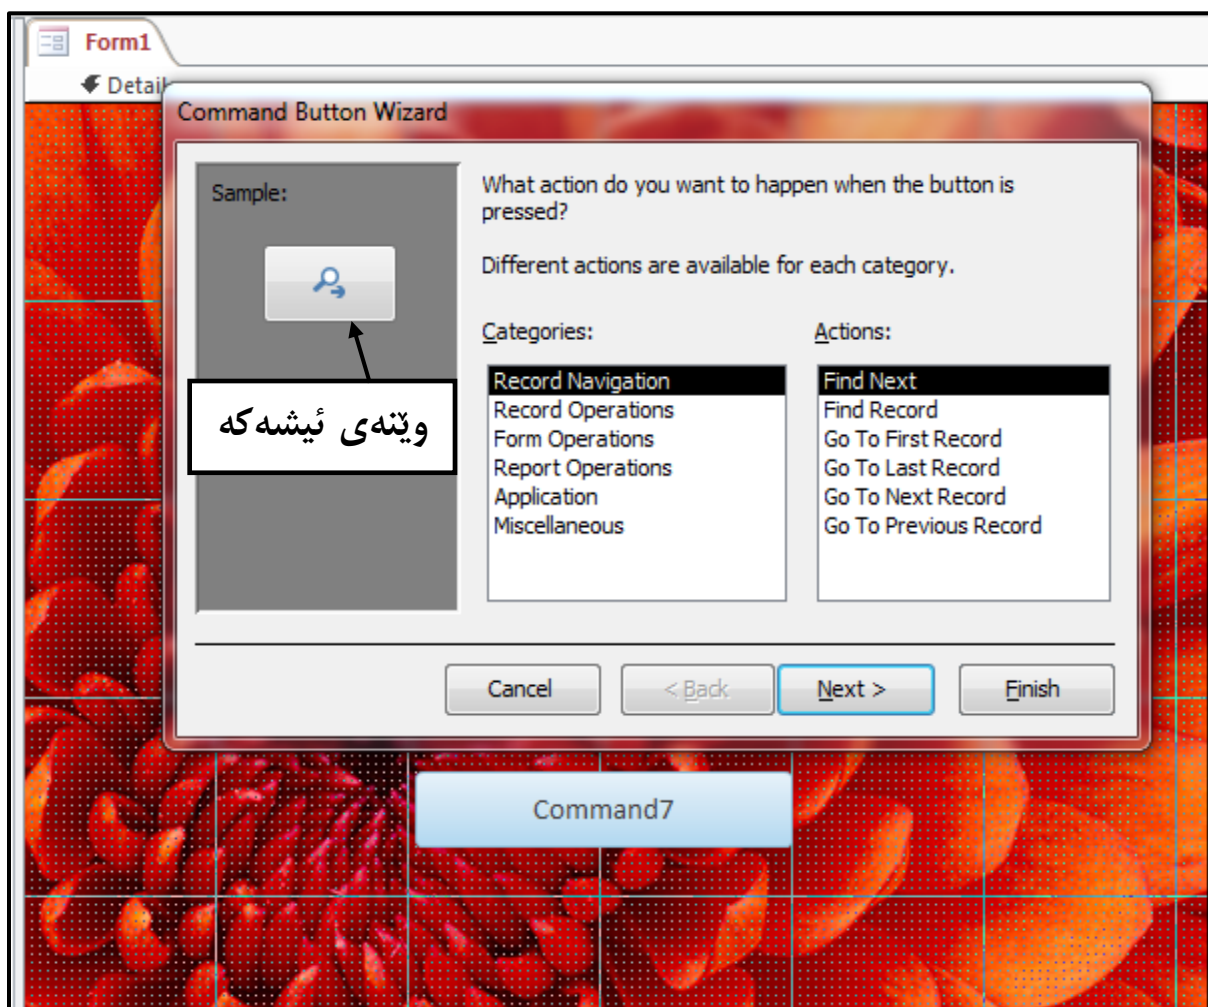 Form1
Detail
Command Button Wizard
Sample:
What action do you want to happen when the button is
pressed?
Different actions are available for each category.
Categories:
Actions:
Record Navigation
Record Operations
Form Operations
Report Operations
Application
Miscellaneous
Find Next
Find Record
Go To First Record
Go To Last Record
Go To Next Record
Go To Previous Record
وێنەی ئیشەکە
Cancel
< Back
Next >
Finish
Command7